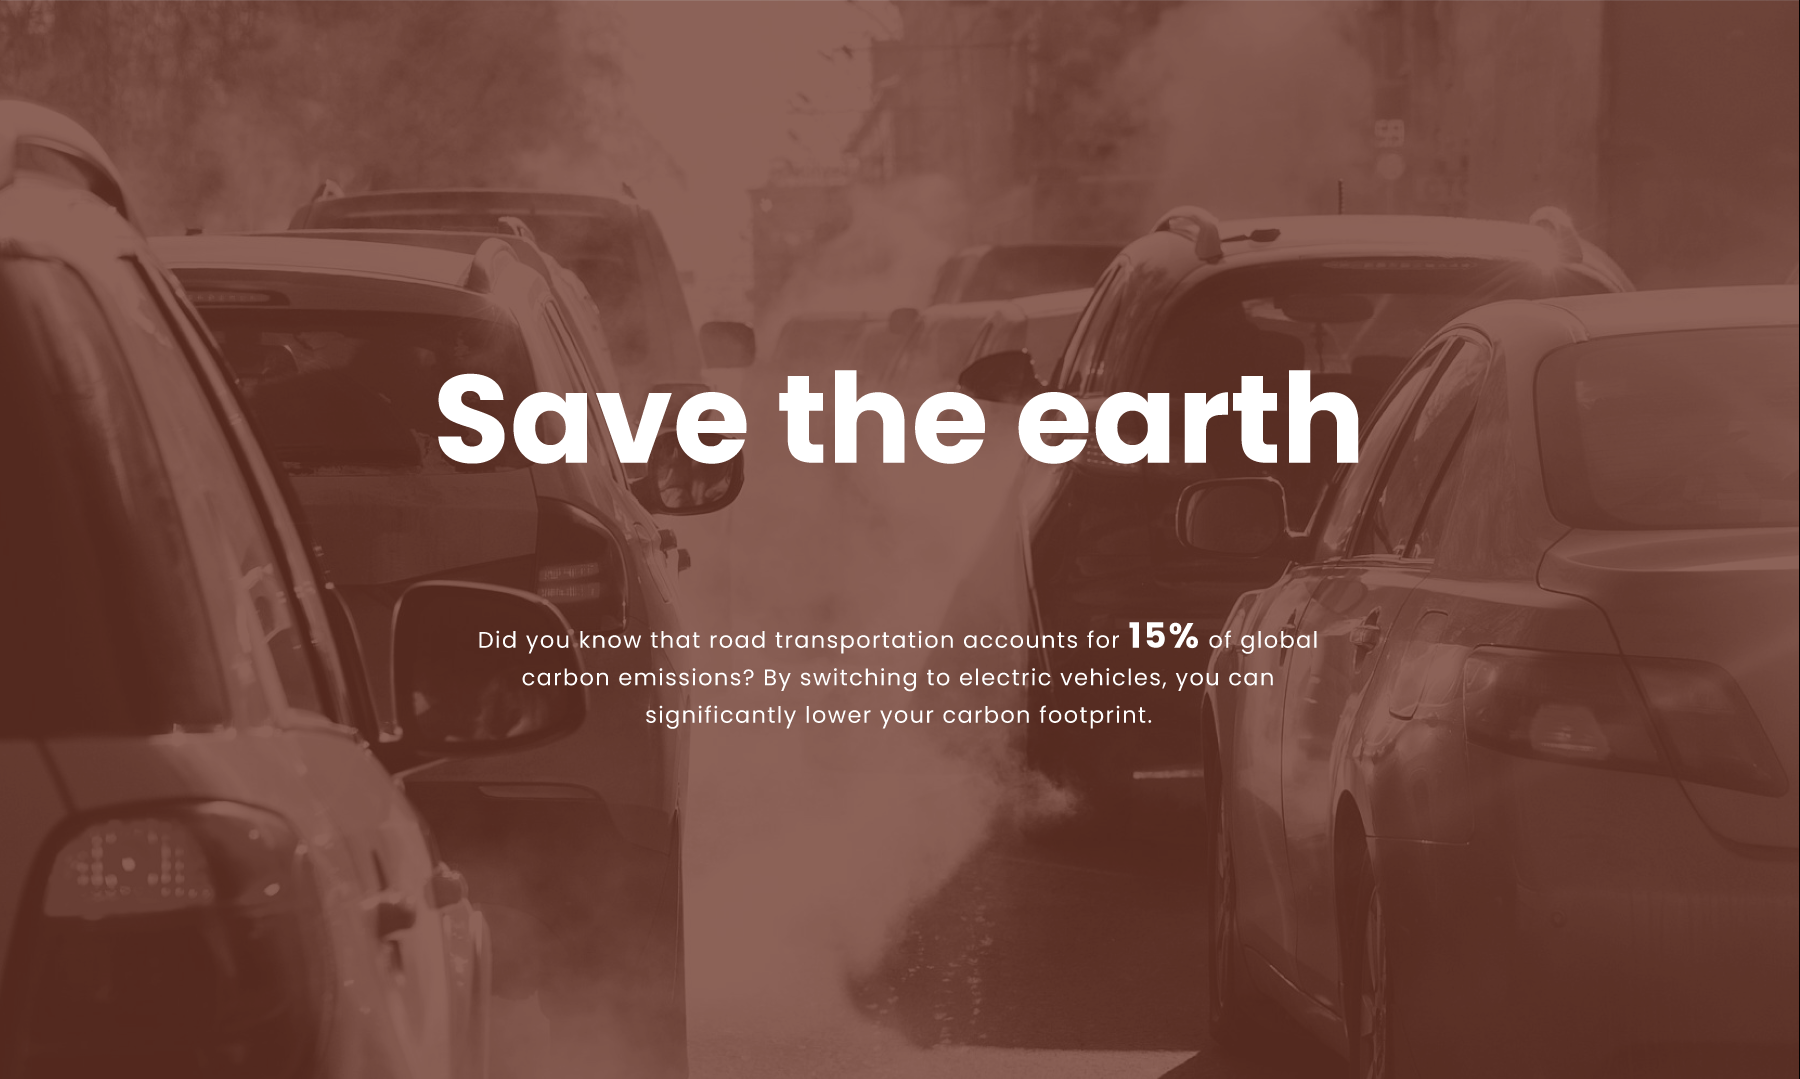 Save the earth
Did you know that road transportation accounts for 15% of global
carbon emissions? By switching to electric vehicles, you can
significantly lower your carbon footprint.